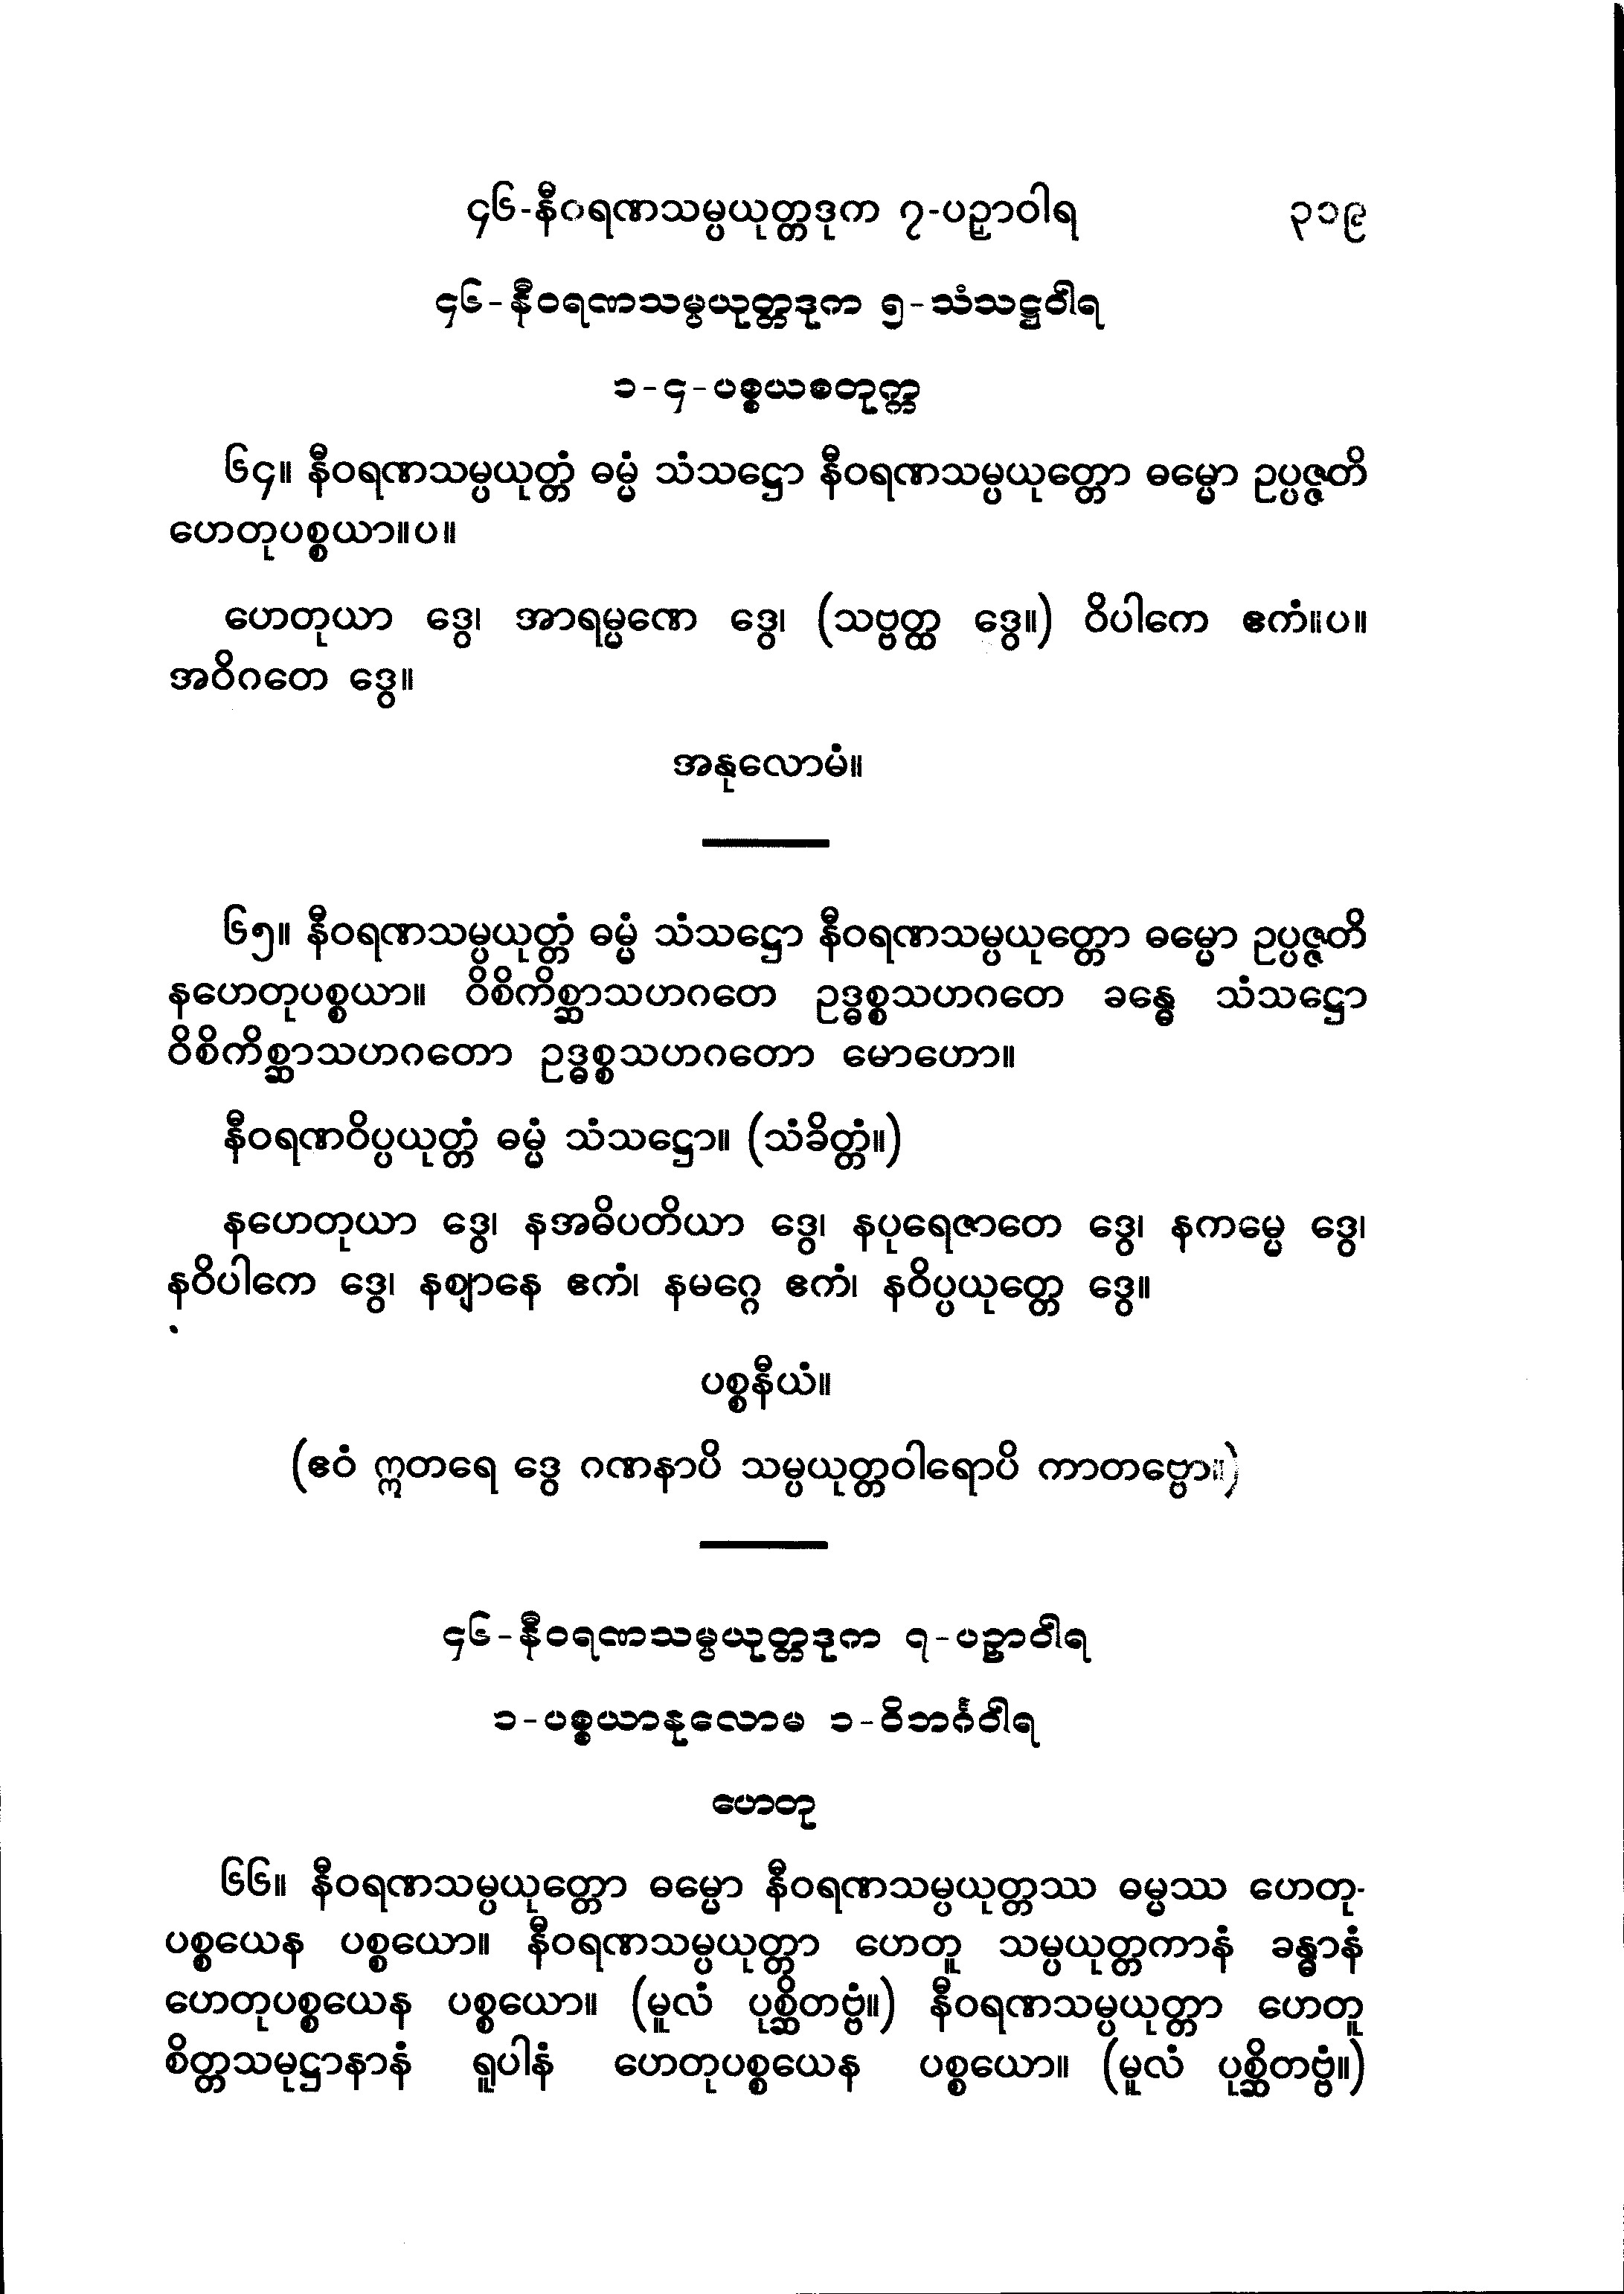 ၄၆-နီဝရဏသမ္ပယုတ္တဒုက ၇-ပဉှာဝါရ ၃၁၉
၄၆-နီဝရဏသမ္ပယုတ္တဒုက ၅-သံသဋ္ဌဝါရ
၁-၄-ပစ္စယစတုက္က
၆၄။ နီဝရဏသမ္ပယုတ္တံ ဓမ္မံ သံသဋ္ဌော နီဝရဏသမ္ပယုတ္တော ဓမ္မော ဥပ္ပဇ္ဇတိ
ဟေတုပစ္စယာ။ပ။
ဟေတုယာ ဒွေ၊ အာရမ္မဏေ ဒွေ၊ (သဗ္ဗတ္ထ ဒွေ။) ဝိပါကေ ဧကံ။ပ။
အဝိဂတေ ဒွေ။
အနုလောမံ။
၆၅။ နီဝရဏသမ္ပယုတ္တံ ဓမ္မံ သံသဋ္ဌော နီဝရဏသမ္ပယုတ္တော ဓမ္မော ဥပ္ပဇ္ဇတိ
နဟေတုပစ္စယာ။ ဝိစိကိစ္ဆာသဟဂတေ ဥဒ္ဓစ္စသဟဂတေ ခန္ဓေ သံသဋ္ဌော
ဝိစိကိစ္ဆာသဟဂတော ဥဒ္ဓစ္စသဟဂတော မောဟော။
နီဝရဏဝိပ္ပယုတ္တံ ဓမ္မံ သံသဋ္ဌော။ (သံခိတ္တံ။)
နဟေတုယာ ဒွေ၊ နအဓိပတိယာ ဒွေ၊ နပုရေဇာတေ ဒွေ၊ နကမ္မေ ဒွေ၊
နဝိပါကေ ဒွေ၊ နဈာနေ ဧကံ၊ နမဂ္ဂေ ဧကံ၊ နဝိပ္ပယုတ္တေ ဒွေ။
ပစ္စနီယံ။
(ဧဝံ ဣတရေ ဒွေ ဂဏနာပိ သမ္ပယုတ္တဝါရောပိ ကာတဗ္ဗော။)
၄၆-နီဝရဏသမ္ပယုတ္တဒုက ၇-ပဉှာဝါရ
၁-ပစ္စယာနုလောမ ၁-ဝိဘင်္ဂဝါရ
ဟေတု
၆၆။ နီဝရဏသမ္ပယုတ္တော ဓမ္မော နီဝရဏသမ္ပယုတ္တဿ ဓမ္မဿ ဟေတု-
ပစ္စယေန ပစ္စယော။ နီဝရဏသမ္ပယုတ္တာ ဟေတူ သမ္ပယုတ္တကာနံ ခန္ဓာနံ
ဟေတုပစ္စယေန ပစ္စယော။ (မူလံ ပုစ္ဆိတဗ္ဗံ။) နီဝရဏသမ္ပယုတ္တာ ဟေတူ
စိတ္တသမုဋ္ဌာနာနံ ရူပါနံ ဟေတုပစ္စယေန ပစ္စယော။ (မူလံ ပုစ္ဆိတဗ္ဗံ။)